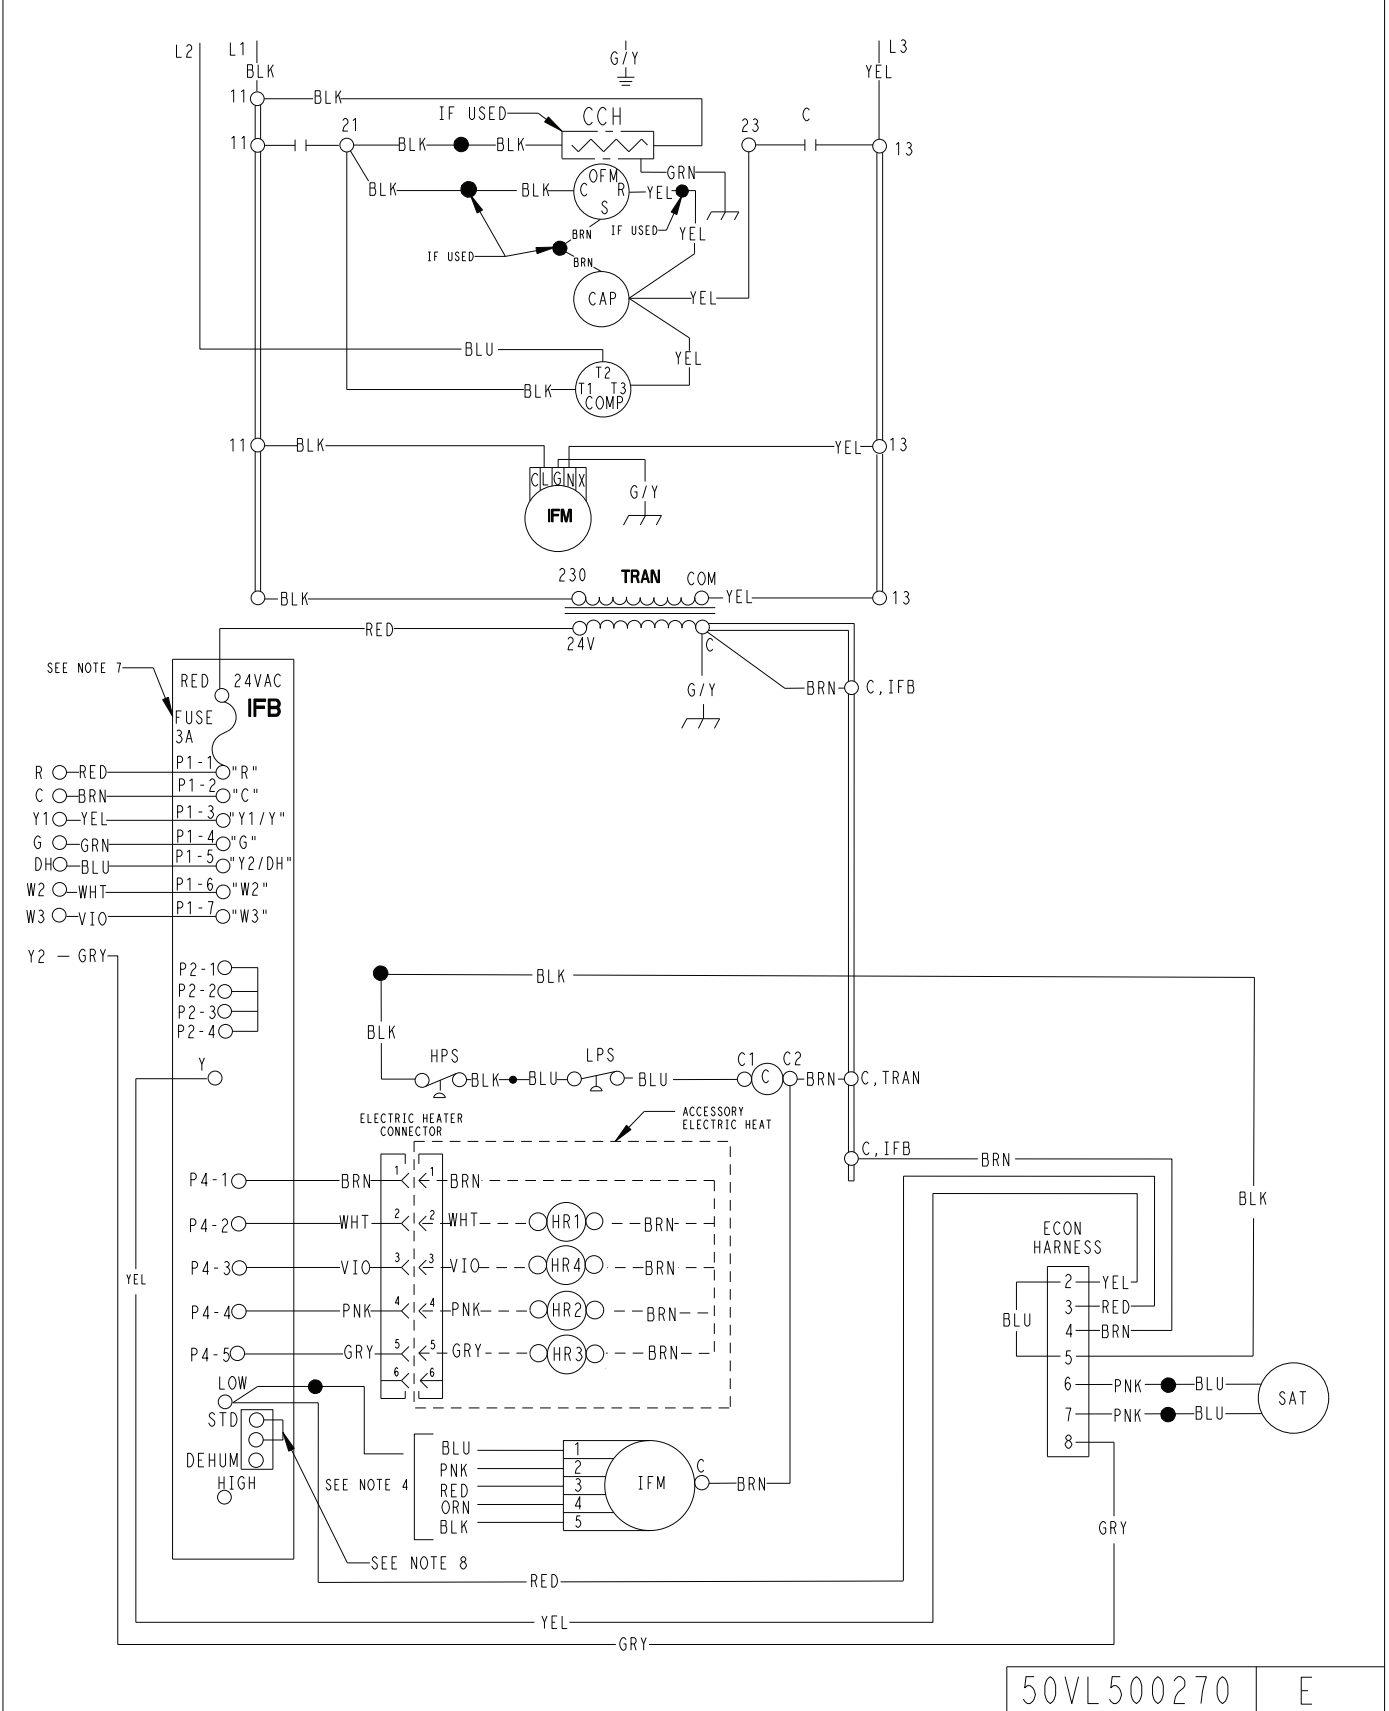 L2 L1 G/Y L3
BLK YEL
11 BLK IF USED CCH C
11 21 BLK BLK 23 13
BLK BLK C OFM R S YEL GRN
BRN IF USED YEL
IF USED BRN
CAP YEL
BLU YEL
T2
BLK T1 T3
COMP
11 BLK YEL 13
C L G N X
G/Y
IFM
230 TRAN COM
BLK YEL 13
RED 24V C
SEE NOTE 7 RED 24VAC G/Y BRN C,IFB
IFB
FUSE
3A
R RED P1-1 "R"
C BRN P1-2 "C"
Y1 YEL P1-3 "Y1/Y"
G GRN P1-4 "G"
DH BLU P1-5 "Y2/DH"
W2 WHT P1-6 "W2"
W3 VIO P1-7 "W3"
Y2 GRY
P2-1 BLK
P2-2
P2-3
P2-4 BLK
Y HPS LPS C1 C2
BLK BLU BLU C BRN C,TRAN
ELECTRIC HEATER
CONNECTOR
ACCESSORY
ELECTRIC HEAT
C,IFB BRN
P4-1 BRN 1 1 BRN BLK
P4-2 WHT 2 2 WHT HR1 BRN
P4-3 VIO 3 3 VIO HR4 BRN
P4-4 PNK 4 4 PNK HR2 BRN
P4-5 GRY 5 5 GRY HR3 BRN
6 6
YEL
ECON
HARNESS
2 YEL
3 RED
BLU
4 BRN
5
6 PNK BLU
7 PNK BLU
SAT
8
LOW
STD
DEHUM
HIGH
SEE NOTE 4
BLU 1
PNK 2
RED 3
ORN 4
BLK 5
IFM C BRN
GRY
SEE NOTE 8
RED
YEL
GRY
50VL500270 E